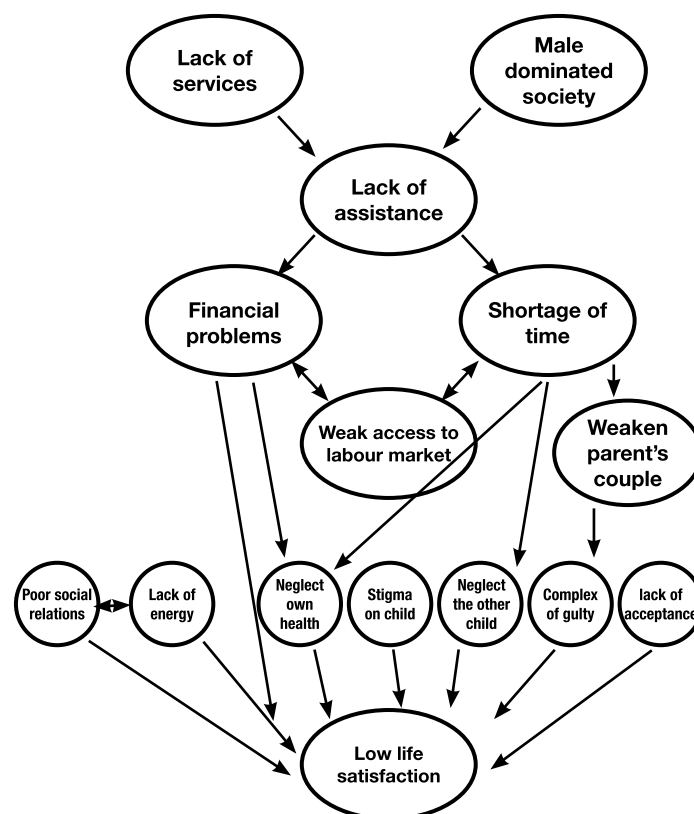 Lack of
services
Male
dominated
society
Lack of
assistance
Financial
problems
Shortage of
time
Weak access to
labour market
Weaken
parent's
couple
Poor social
relations
Lack of
energy
Neglect
own
health
Stigma
on child
Neglect
the other
child
Complex
of gulty
lack of
acceptance
Low life
satisfaction